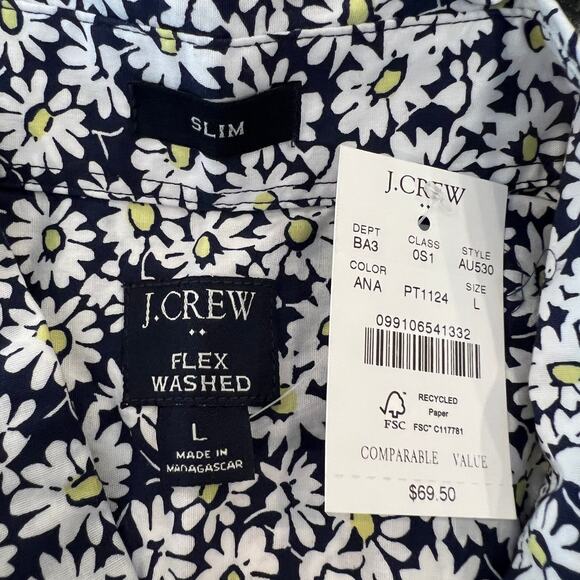 SLIM
J.CREW
FLEX
WASHED
L
MADE IN
MADAGASCAR
J.CREW
DEPT CLASS STYLE
BA3 0S1 AU530
COLOR SIZE
ANA PT1124 L
099106541332
FSC
RECYCLED
Paper
FSC™ C117781
COMPARABLE VALUE
$69.50